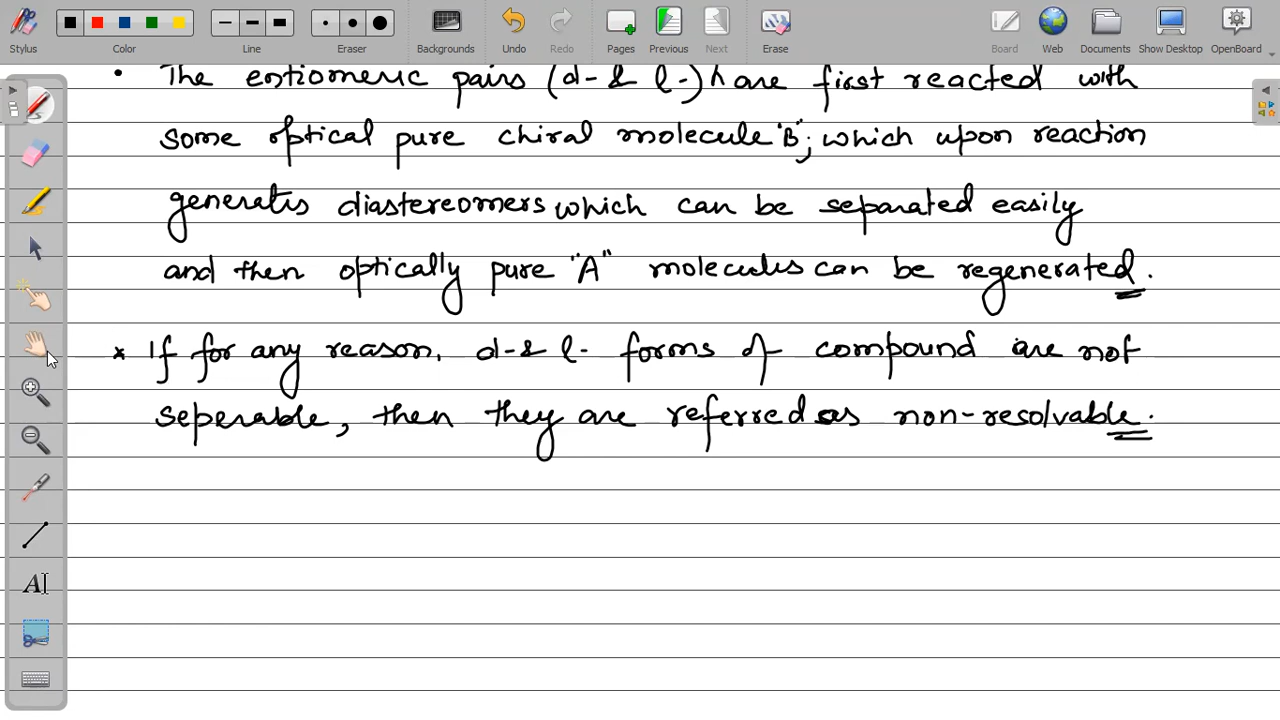 Stylus
Color
Line
Eraser
Backgrounds
Undo
Redo
Pages
Previous
Next
Erase
Board
Web
Documents
Show Desktop
OpenBoard
• The entiomeric pairs (d- & l-) have first reacted with
some optical pure chiral molecule "B"; which upon reaction
generates diastereomers which can be separated easily
and then optically pure "A" molecules can be regenerated.
* If for any reason, d- & l- forms of compound are not
seperable, then they are referred as non-resolvable.
A